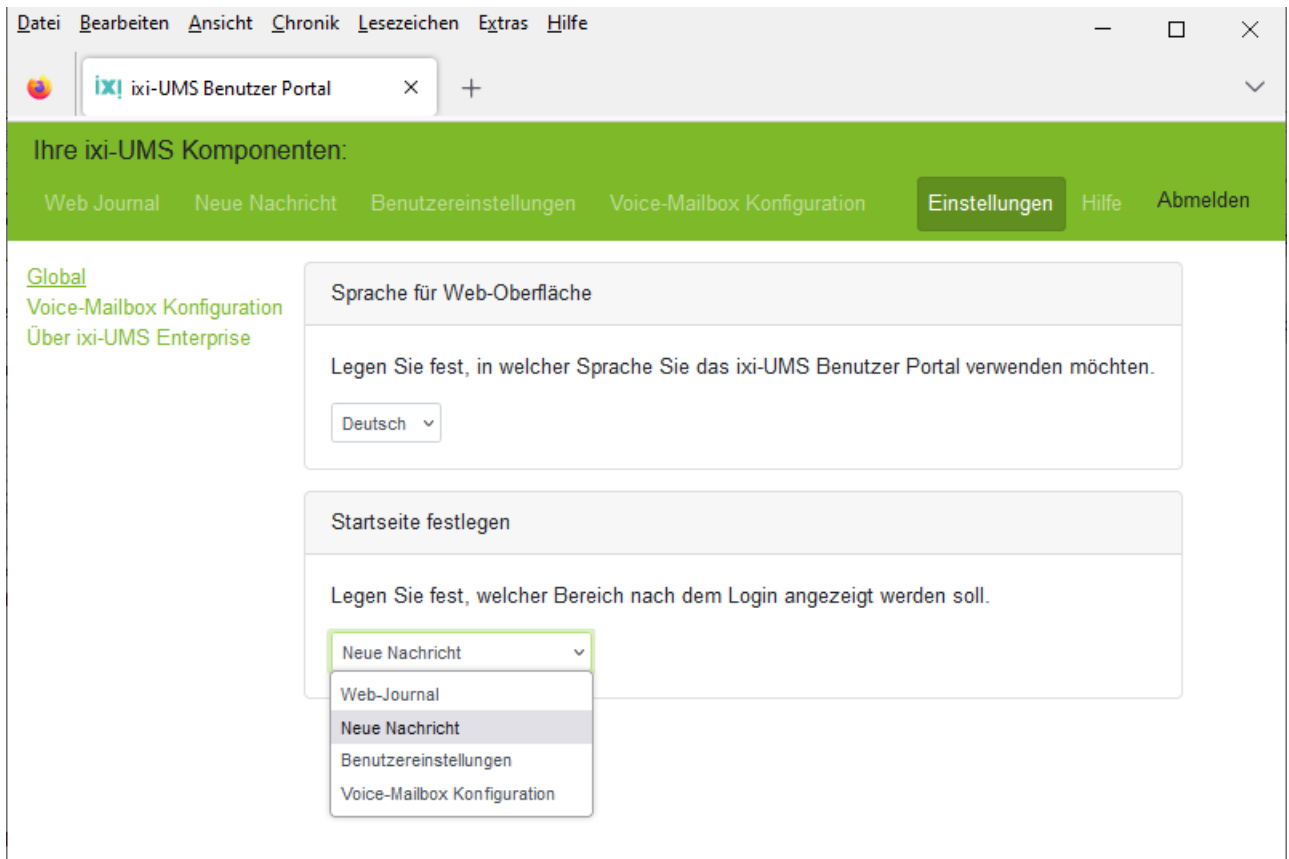 Datei Bearbeiten Ansicht Chronik Lesezeichen Extras Hilfe
ixi ixi-UMS Benutzer Portal
Ihre ixi-UMS Komponenten:
Web Journal Neue Nachricht Benutzereinstellungen Voice-Mailbox Konfiguration Einstellungen Hilfe Abmelden
Global
Voice-Mailbox Konfiguration
Über ixi-UMS Enterprise
Sprache für Web-Oberfläche
Legen Sie fest, in welcher Sprache Sie das ixi-UMS Benutzer Portal verwenden möchten.
Deutsch
Startseite festlegen
Legen Sie fest, welcher Bereich nach dem Login angezeigt werden soll.
Neue Nachricht
Web-Journal
Neue Nachricht
Benutzereinstellungen
Voice-Mailbox Konfiguration